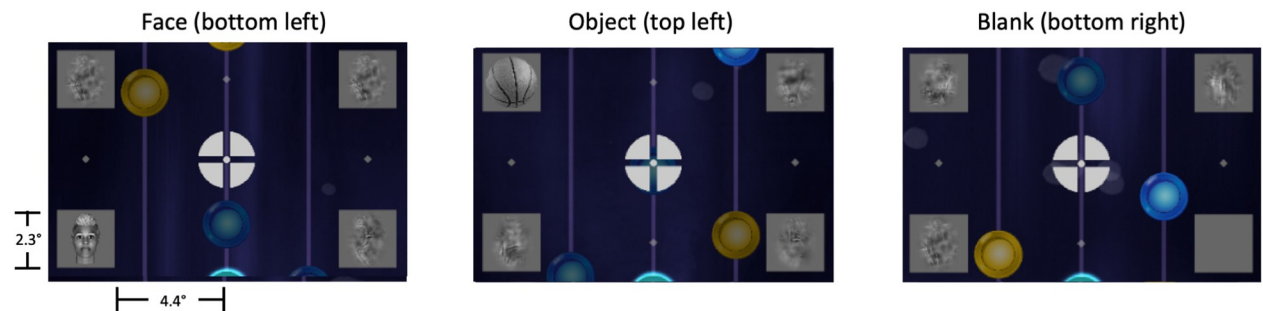 Face (bottom left)
Object (top left)
Blank (bottom right)
2.3°
4.4°